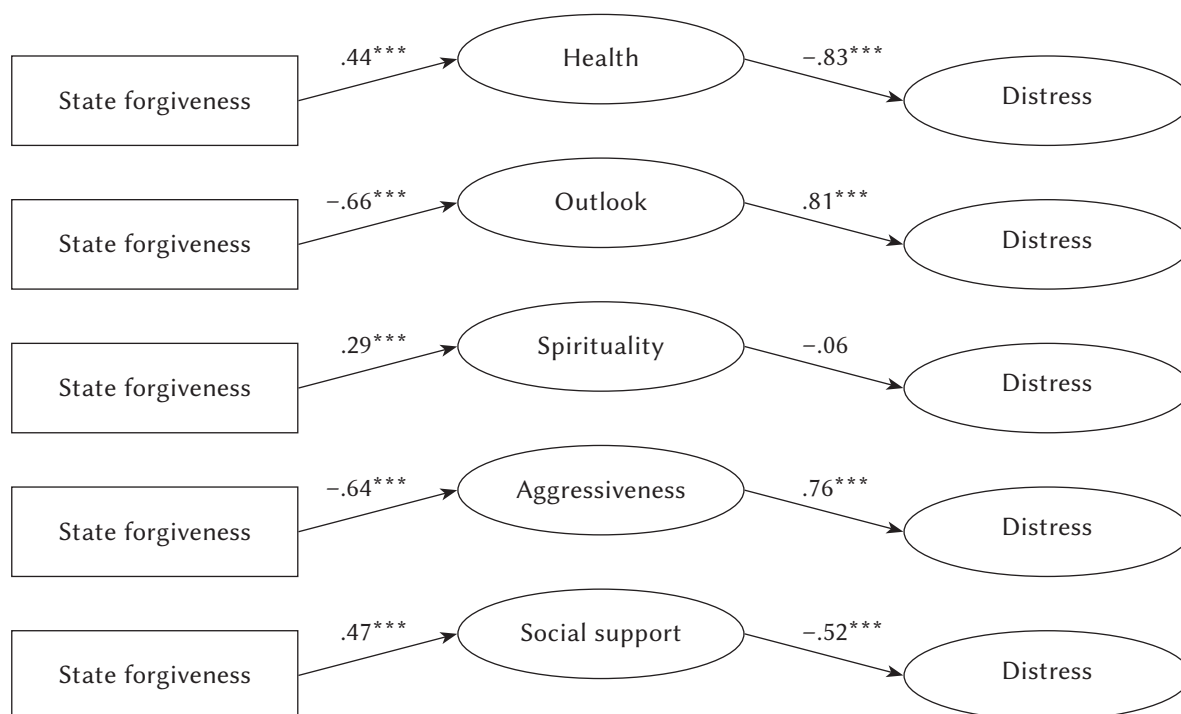 .44***
Health
−.83***
State forgiveness
Distress
−.66***
Outlook
.81***
State forgiveness
Distress
.29***
Spirituality
−.06
State forgiveness
Distress
−.64***
Aggressiveness
.76***
State forgiveness
Distress
.47***
Social support
−.52***
State forgiveness
Distress